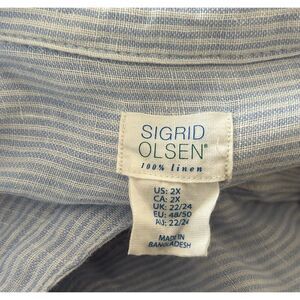 SIGRID
OLSEN®
100% linen
US: 2X
CA: 2X
UK: 22/24
EU: 48/50
AU: 22/24
MADE IN
BANGLADESH